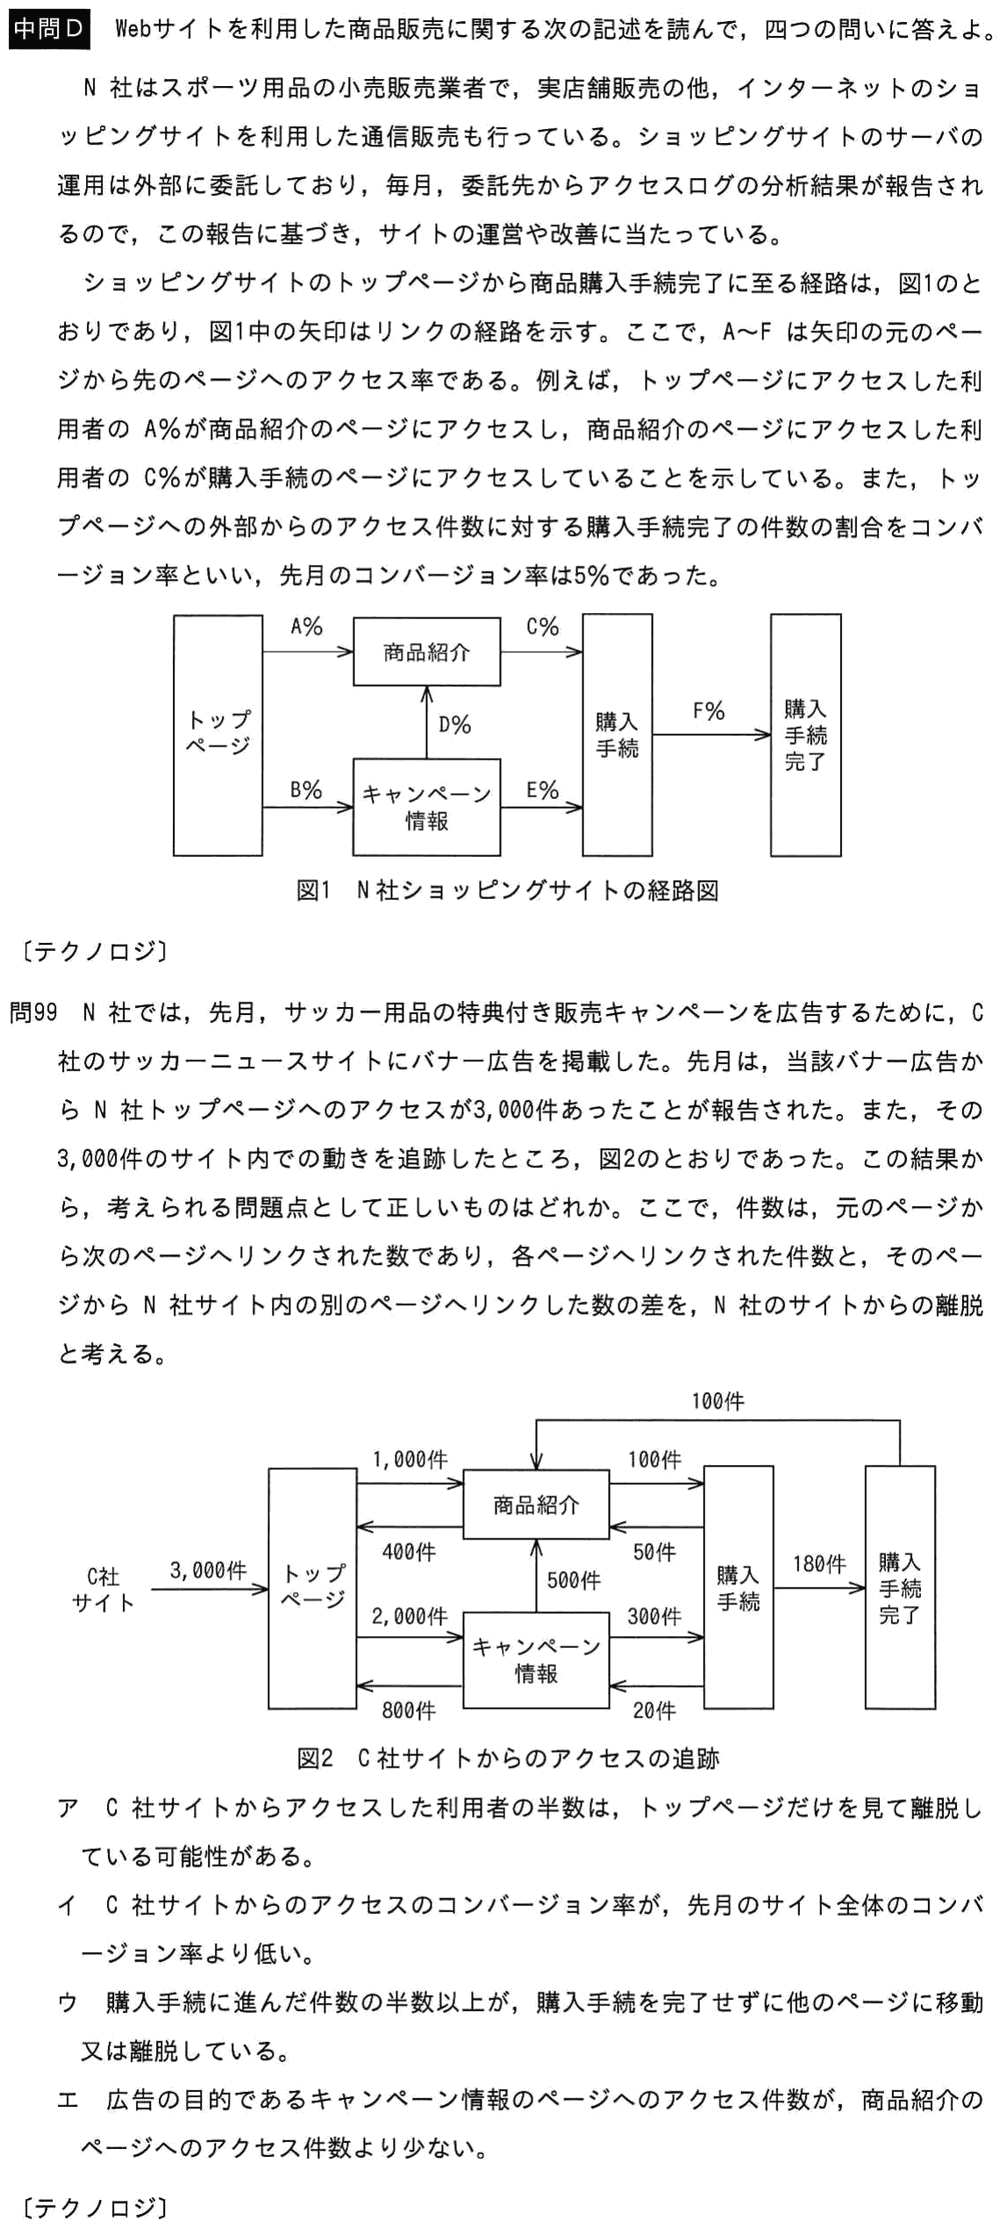 中問D　Webサイトを利用した商品販売に関する次の記述を読んで，四つの問いに答えよ。
N 社はスポーツ用品の小売販売業者で，実店舗販売の他，インターネットのショ
ッピングサイトを利用した通信販売も行っている。ショッピングサイトのサーバの
運用は外部に委託しており，毎月，委託先からアクセスログの分析結果が報告され
るので，この報告に基づき，サイトの運営や改善に当たっている。
ショッピングサイトのトップページから商品購入手続完了に至る経路は，図1のと
おりであり，図1中の矢印はリンクの経路を示す。ここで，A～F は矢印の元のペー
ジから先のページへのアクセス率である。例えば，トップページにアクセスした利
用者の A％が商品紹介のページにアクセスし，商品紹介のページにアクセスした利
用者の C％が購入手続のページにアクセスしていることを示している。また，トッ
プページへの外部からのアクセス件数に対する購入手続完了の件数の割合をコンバ
ージョン率といい，先月のコンバージョン率は5％であった。
A％
C％
商品紹介
トップ
ページ
D％
購入
手続
F％
購入
手続
完了
B％
キャンペーン
情報
E％
図1　N 社ショッピングサイトの経路図
〔テクノロジ〕
問99　N 社では，先月，サッカー用品の特典付き販売キャンペーンを広告するために，C
社のサッカーニュースサイトにバナー広告を掲載した。先月は，当該バナー広告か
ら N 社トップページへのアクセスが3,000件あったことが報告された。また，その
3,000件のサイト内での動きを追跡したところ，図2のとおりであった。この結果か
ら，考えられる問題点として正しいものはどれか。ここで，件数は，元のページか
ら次のページへリンクされた数であり，各ページへリンクされた件数と，そのペー
ジから N 社サイト内の別のページへリンクした数の差を，N 社のサイトからの離脱
と考える。
100件
1,000件
100件
商品紹介
400件
50件
C社
サイト
3,000件
トップ
ページ
500件
購入
手続
180件
購入
手続
完了
2,000件
300件
キャンペーン
情報
800件
20件
図2　C 社サイトからのアクセスの追跡
ア　C 社サイトからアクセスした利用者の半数は，トップページだけを見て離脱し
ている可能性がある。
イ　C 社サイトからのアクセスのコンバージョン率が，先月のサイト全体のコンバ
ージョン率より低い。
ウ　購入手続に進んだ件数の半数以上が，購入手続を完了せずに他のページに移動
又は離脱している。
エ　広告の目的であるキャンペーン情報のページへのアクセス件数が，商品紹介の
ページへのアクセス件数より少ない。
〔テクノロジ〕